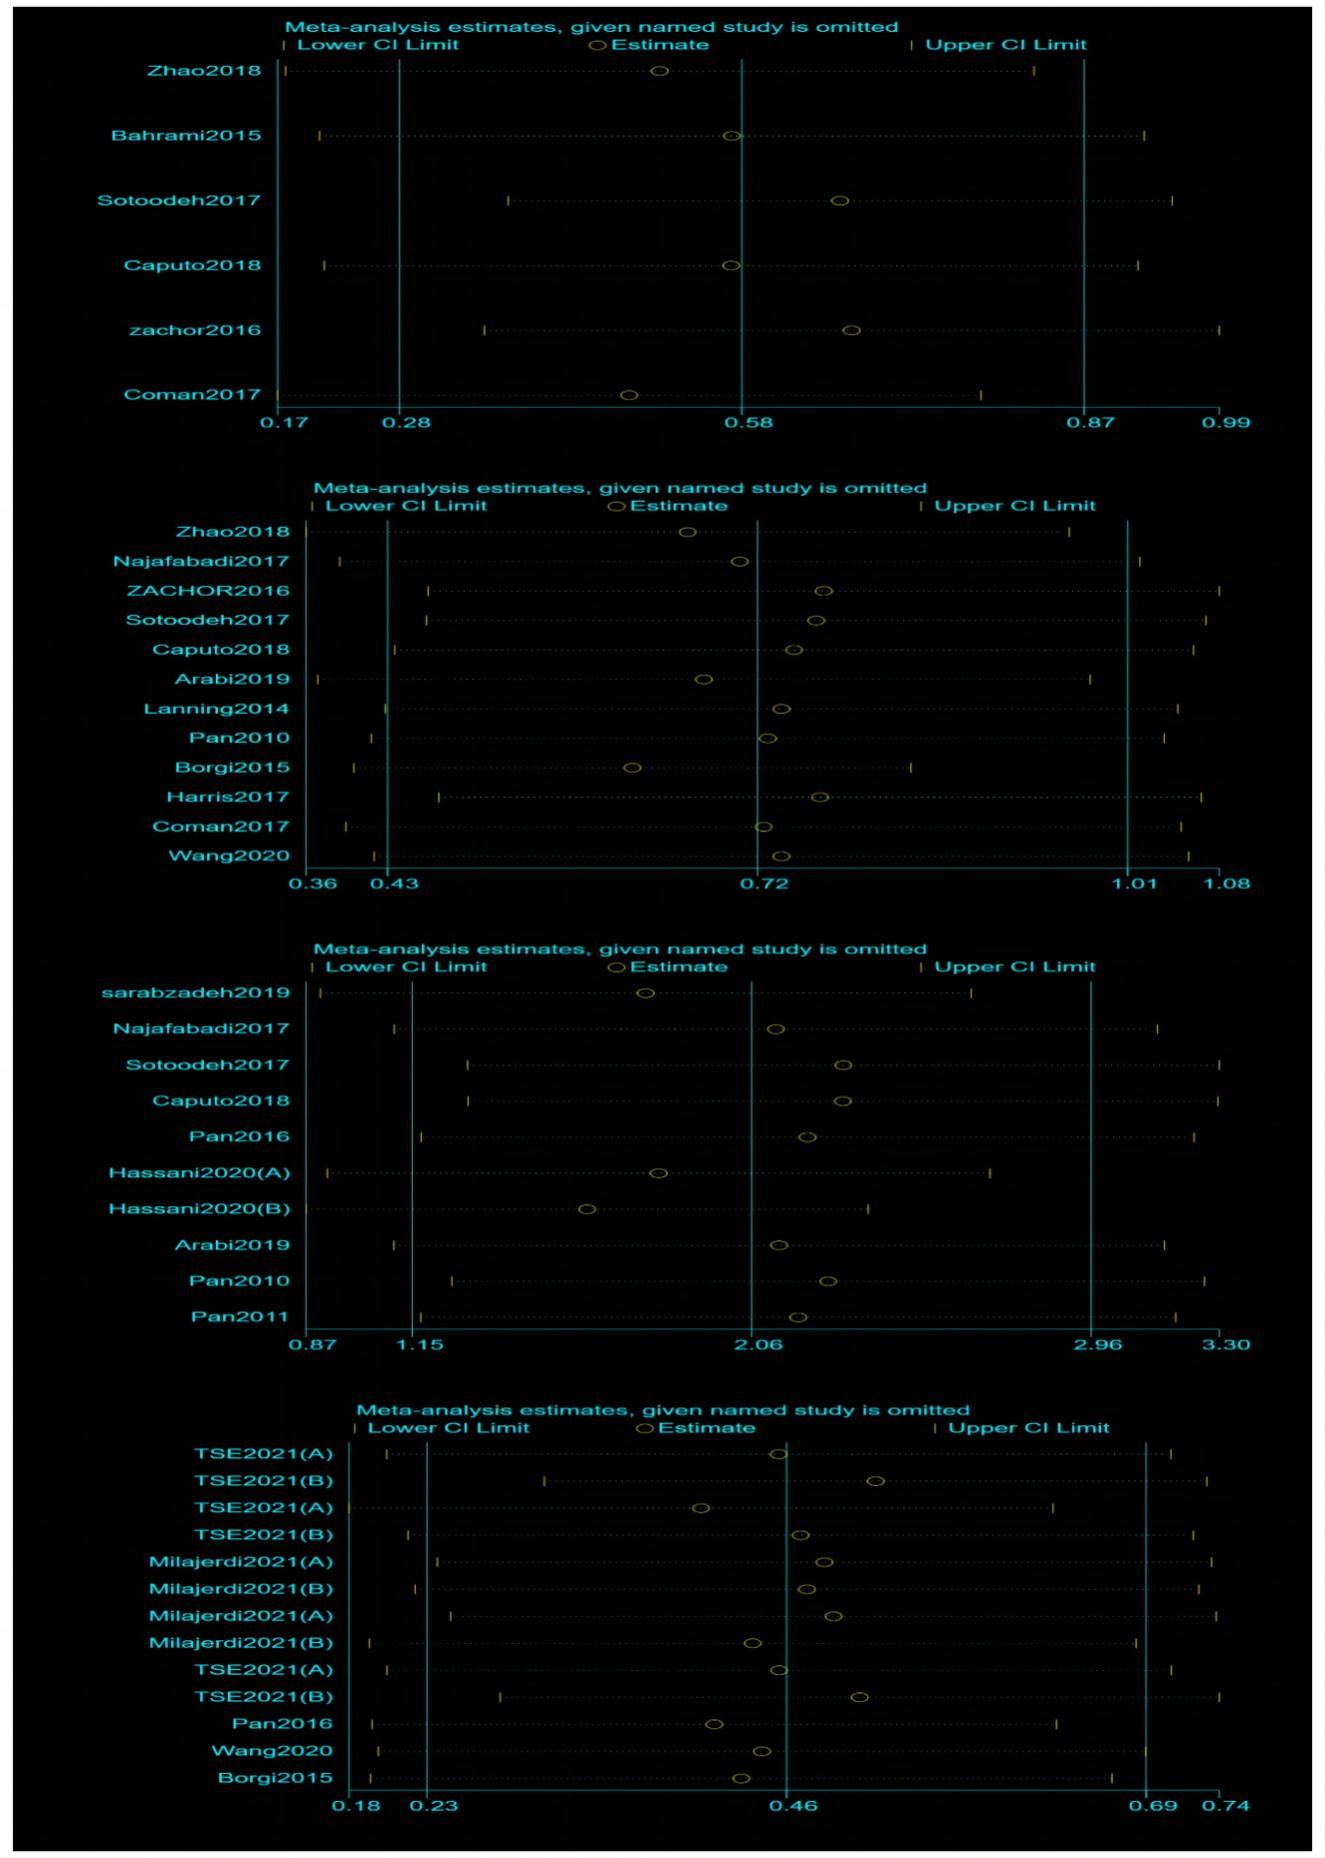 Meta-analysis estimates, given named study is omitted
Lower CI Limit Estimate Upper CI Limit
Zhao2018
Bahrami2015
Sotoodeh2017
Caputo2018
zachor2016
Coman2017
0.17 0.28 0.58 0.87 0.99
Meta-analysis estimates, given named study is omitted
Lower CI Limit Estimate Upper CI Limit
Zhao2018
Najafabadi2017
ZACHOR2016
Sotoodeh2017
Caputo2018
Arabi2019
Lanning2014
Pan2010
Borgi2015
Harris2017
Coman2017
Wang2020
0.36 0.43 0.72 1.01 1.08
Meta-analysis estimates, given named study is omitted
Lower CI Limit Estimate Upper CI Limit
sarabzadeh2019
Najafabadi2017
Sotoodeh2017
Caputo2018
Pan2016
Hassani2020(A)
Hassani2020(B)
Arabi2019
Pan2010
Pan2011
0.87 1.15 2.06 2.96 3.30
Meta-analysis estimates, given named study is omitted
Lower CI Limit Estimate Upper CI Limit
TSE2021(A)
TSE2021(B)
TSE2021(A)
TSE2021(B)
Milajerdi2021(A)
Milajerdi2021(B)
Milajerdi2021(A)
Milajerdi2021(B)
TSE2021(A)
TSE2021(B)
Pan2016
Wang2020
Borgi2015
0.18 0.23 0.46 0.69 0.74